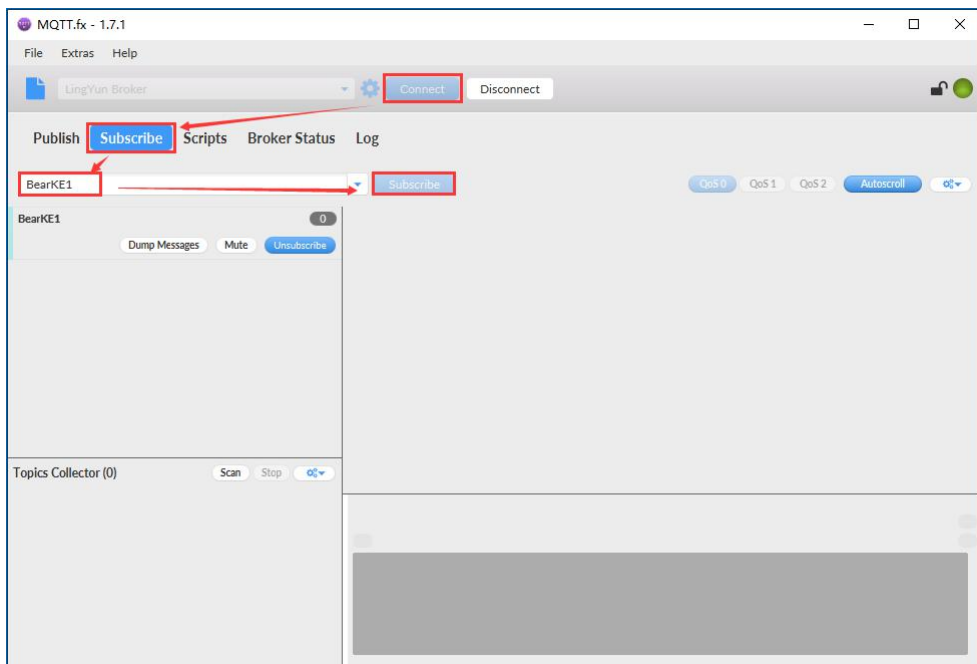 MQTT.fx - 1.7.1
File Extras Help
LingYun Broker Connect Disconnect
Publish Subscribe Scripts Broker Status Log
BearKE1 Subscribe QoS 0 QoS 1 QoS 2 Autoscroll
BearKE1 0
Dump Messages Mute Unsubscribe
Topics Collector (0) Scan Stop